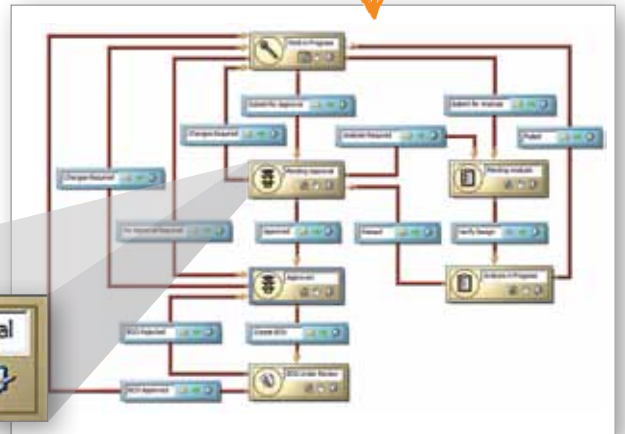 Work in Progress
Submit for Approval
Submit for Analysis
Changes Required
Analysis Required
Failed
Pending Approval
Pending Analysis
Changes Required
No Approval Required
Approved
Passed
Verify Design
Approved
Analysis in Progress
al
ECO Rejected
Create ECO
ECO Under Review
ECO Approved